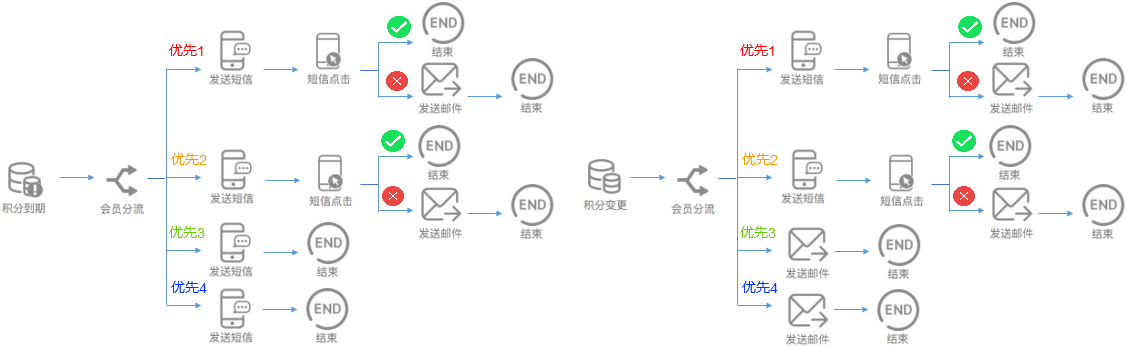 END
结束
优先1
发送短信
短信点击
END
发送邮件
结束
END
结束
优先2
发送短信
短信点击
END
发送邮件
结束
积分到期
会员分流
优先3
发送短信
END
结束
优先4
发送短信
END
结束
END
结束
优先1
发送短信
短信点击
END
发送邮件
结束
END
结束
优先2
发送短信
短信点击
END
发送邮件
结束
积分变更
会员分流
优先3
发送邮件
END
结束
优先4
发送邮件
END
结束